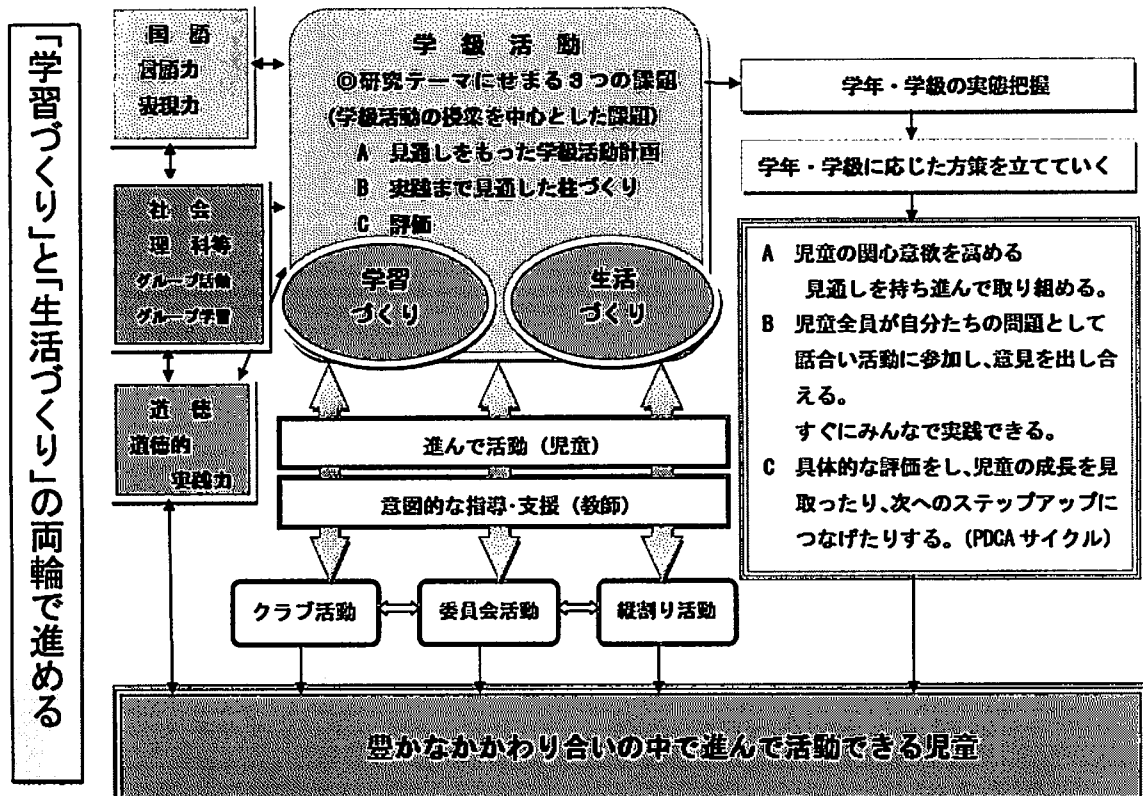 「学習づくり」と「生活づくり」の両輪で進める
国語
言語力
表現力
社会
理科等
グループ活動
グループ学習
道徳
道徳的
実践力
学級活動
◎研究テーマにせまる3つの課題
(学級活動の授業を中心とした課題)
A 見通しをもった学級活動計画
B 実践まで見通した柱づくり
C 評価
学習
づくり
生活
づくり
進んで活動(児童)
意図的な指導・支援(教師)
クラブ活動
委員会活動
縦割り活動
学年・学級の実態把握
学年・学級に応じた方策を立てていく
A 児童の関心意欲を高める
見通しを持ち進んで取り組める。
B 児童全員が自分たちの問題として
話合い活動に参加し、意見を出し合
える。
すぐにみんなで実践できる。
C 具体的な評価をし、児童の成長を見
取ったり、次へのステップアップに
つなげたりする。(PDCAサイクル)
豊かなかかわり合いの中で進んで活動できる児童